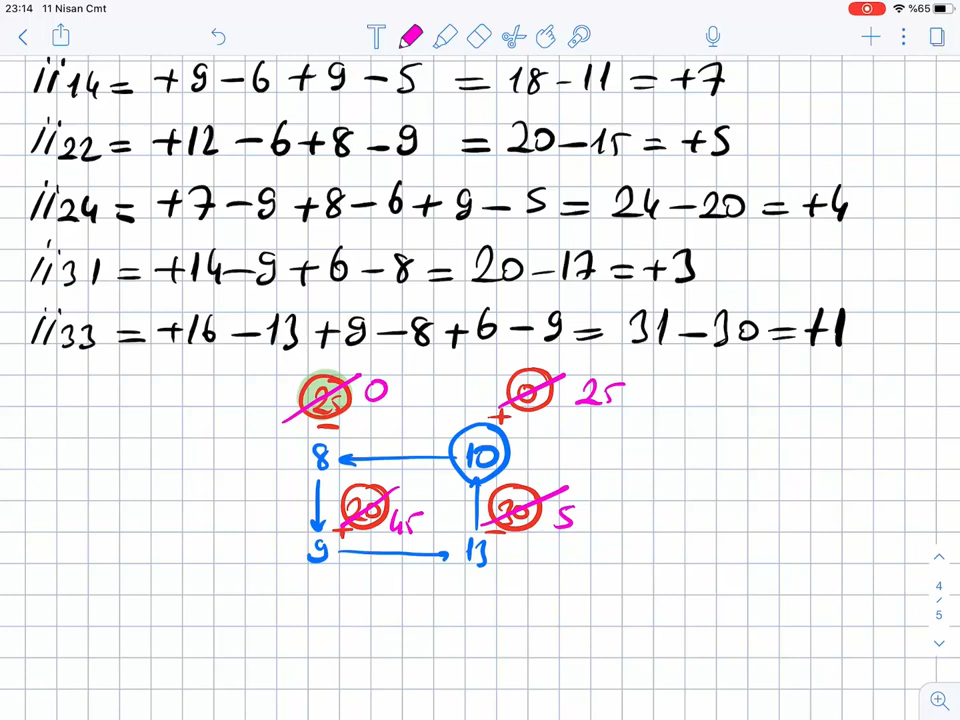 23:14 11 Nisan Cmt %65
ii14 = +9 - 6 + 9 - 5 = 18 - 11 = +7
ii22 = +12 - 6 + 8 - 9 = 20 - 15 = +5
ii24 = +7 - 9 + 8 - 6 + 9 - 5 = 24 - 20 = +4
ii31 = +14 - 9 + 6 - 8 = 20 - 17 = +3
ii33 = +16 - 13 + 9 - 8 + 6 - 9 = 31 - 30 = +1
25 0 0 25
- +
8 10
20 45 30 5
+ -
9 13
4
/
5